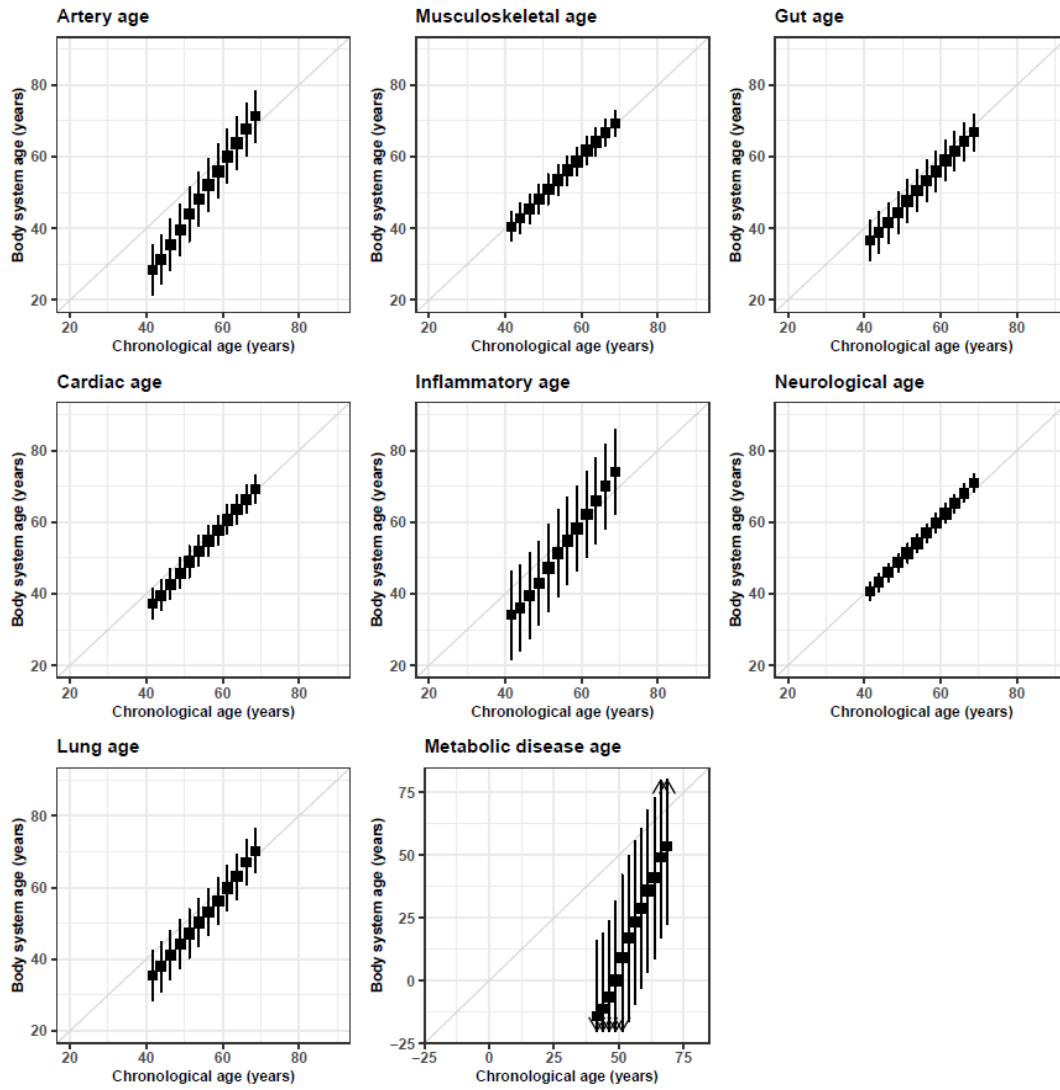 Artery age
Musculoskeletal age
Gut age
Body system age (years)
80
60
40
20
20 40 60 80
Chronological age (years)
Body system age (years)
80
60
40
20
20 40 60 80
Chronological age (years)
Body system age (years)
80
60
40
20
20 40 60 80
Chronological age (years)
Cardiac age
Inflammatory age
Neurological age
Body system age (years)
80
60
40
20
20 40 60 80
Chronological age (years)
Body system age (years)
80
60
40
20
20 40 60 80
Chronological age (years)
Body system age (years)
80
60
40
20
20 40 60 80
Chronological age (years)
Lung age
Metabolic disease age
Body system age (years)
80
60
40
20
20 40 60 80
Chronological age (years)
Body system age (years)
75
50
25
0
−25
−25 0 50 75
Chronological age (years)